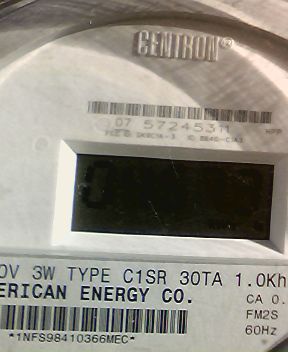 CENTRON®
07 57245311
0V 3W TYPE C1SR 30TA 1.0Kh
ERICAN ENERGY CO.
CA 0.
FM2S
60Hz
*1NFS98410366MEC*